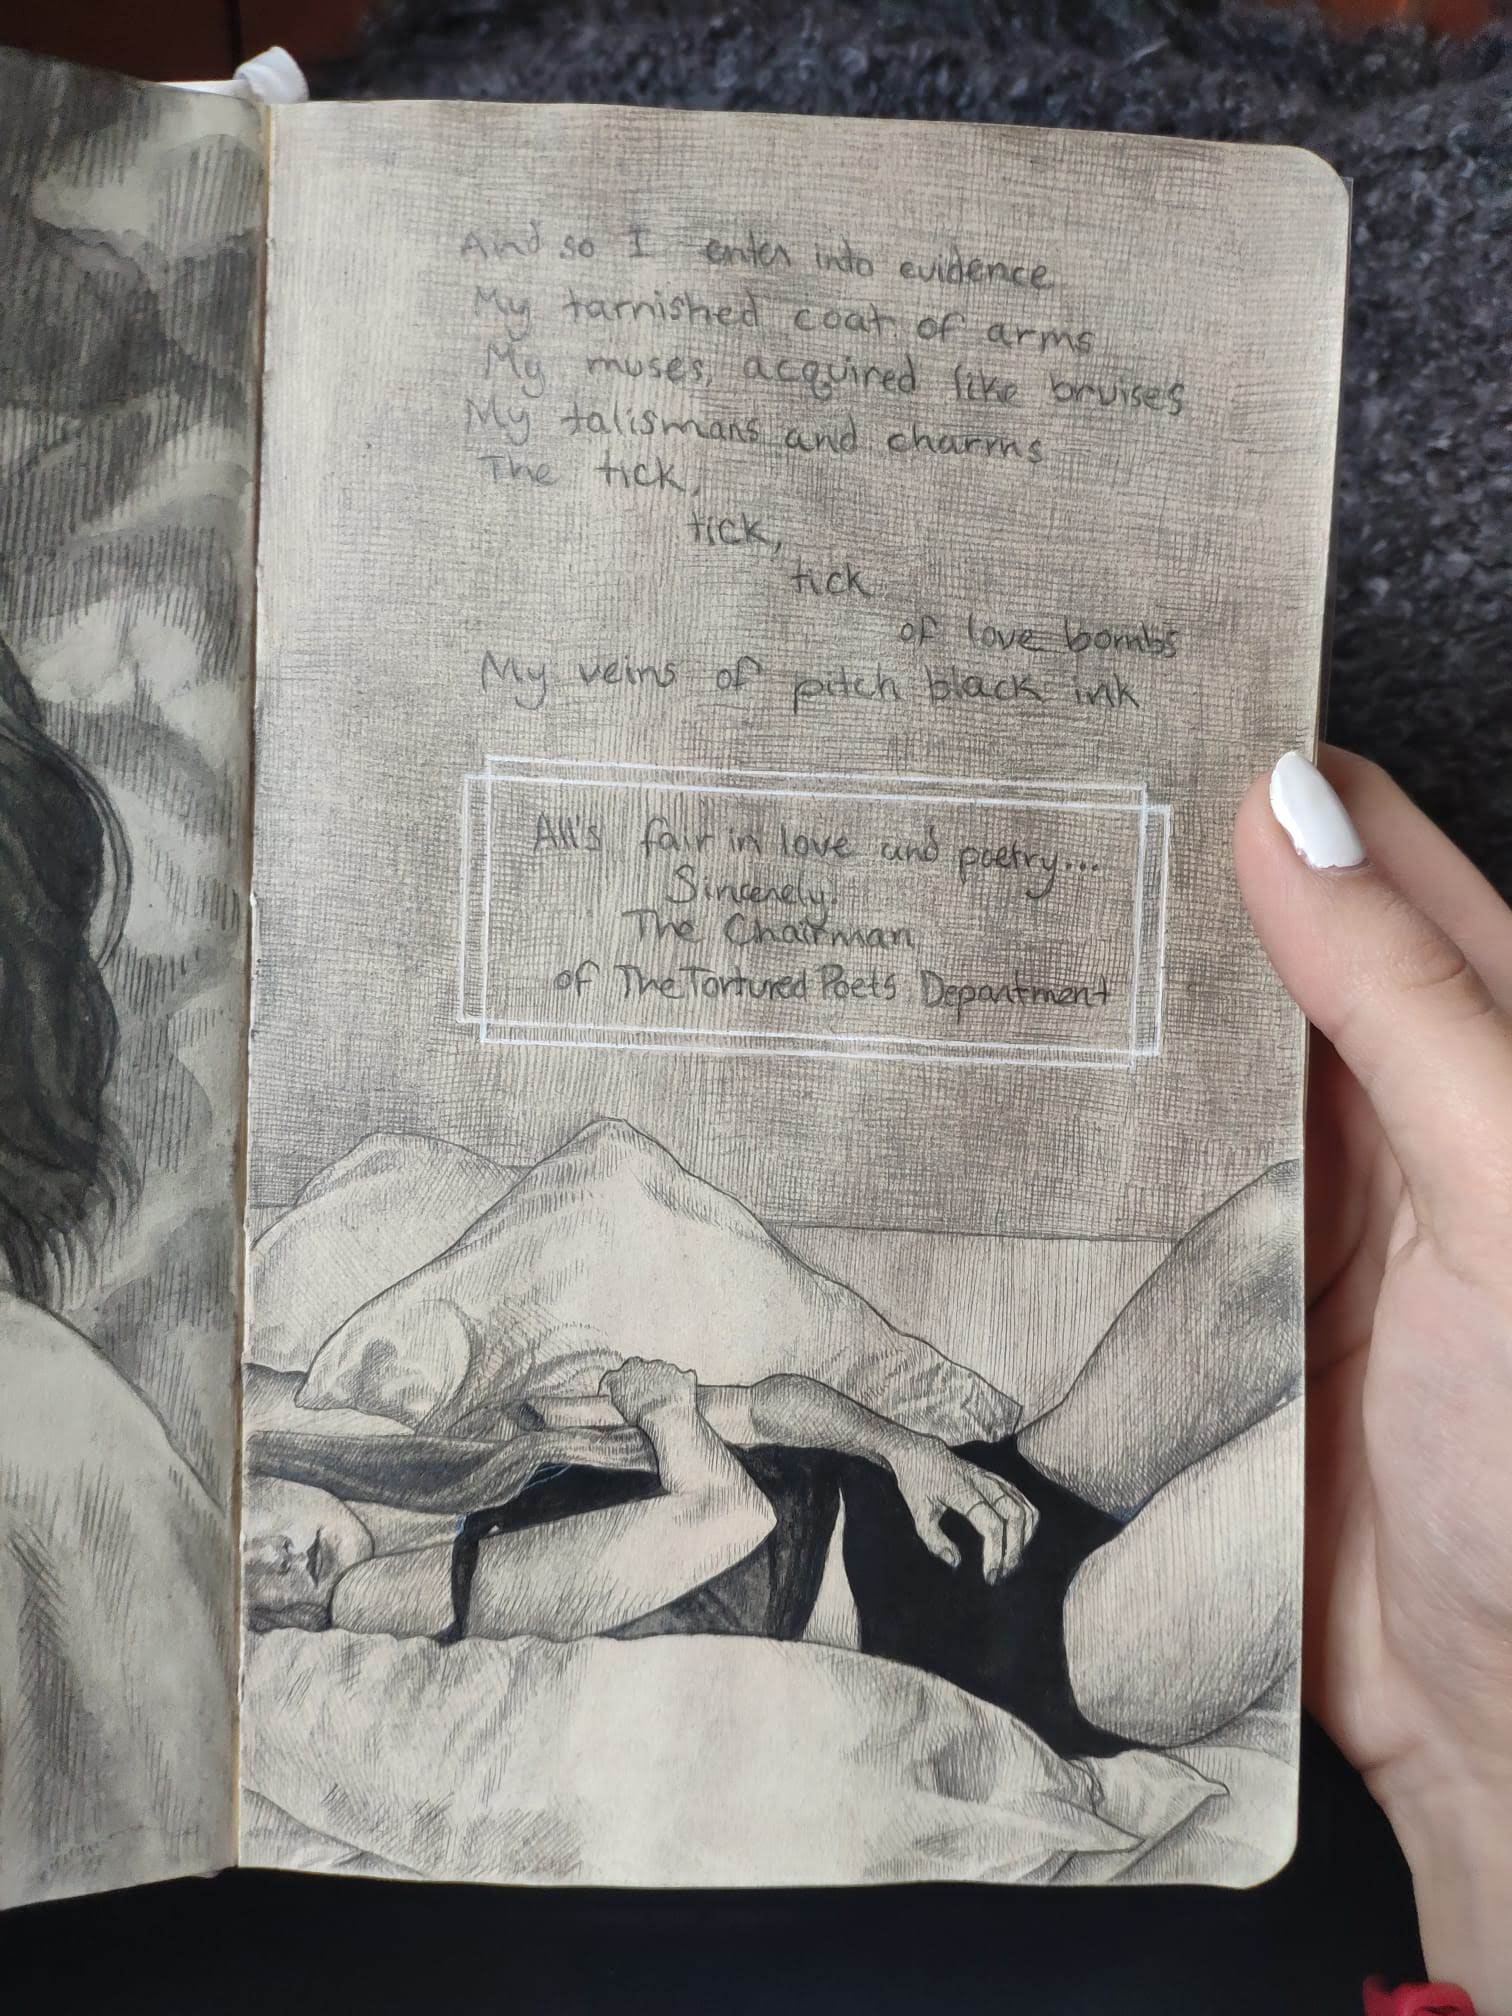 And so I enter into evidence
My tarnished coat of arms
My muses, acquired like bruises
My talismans and charms
The tick,
tick,
tick
of love bombs
My veins of pitch black ink
All's fair in love and poetry...
Sincerely,
The Chairman
of The Tortured Poets Department